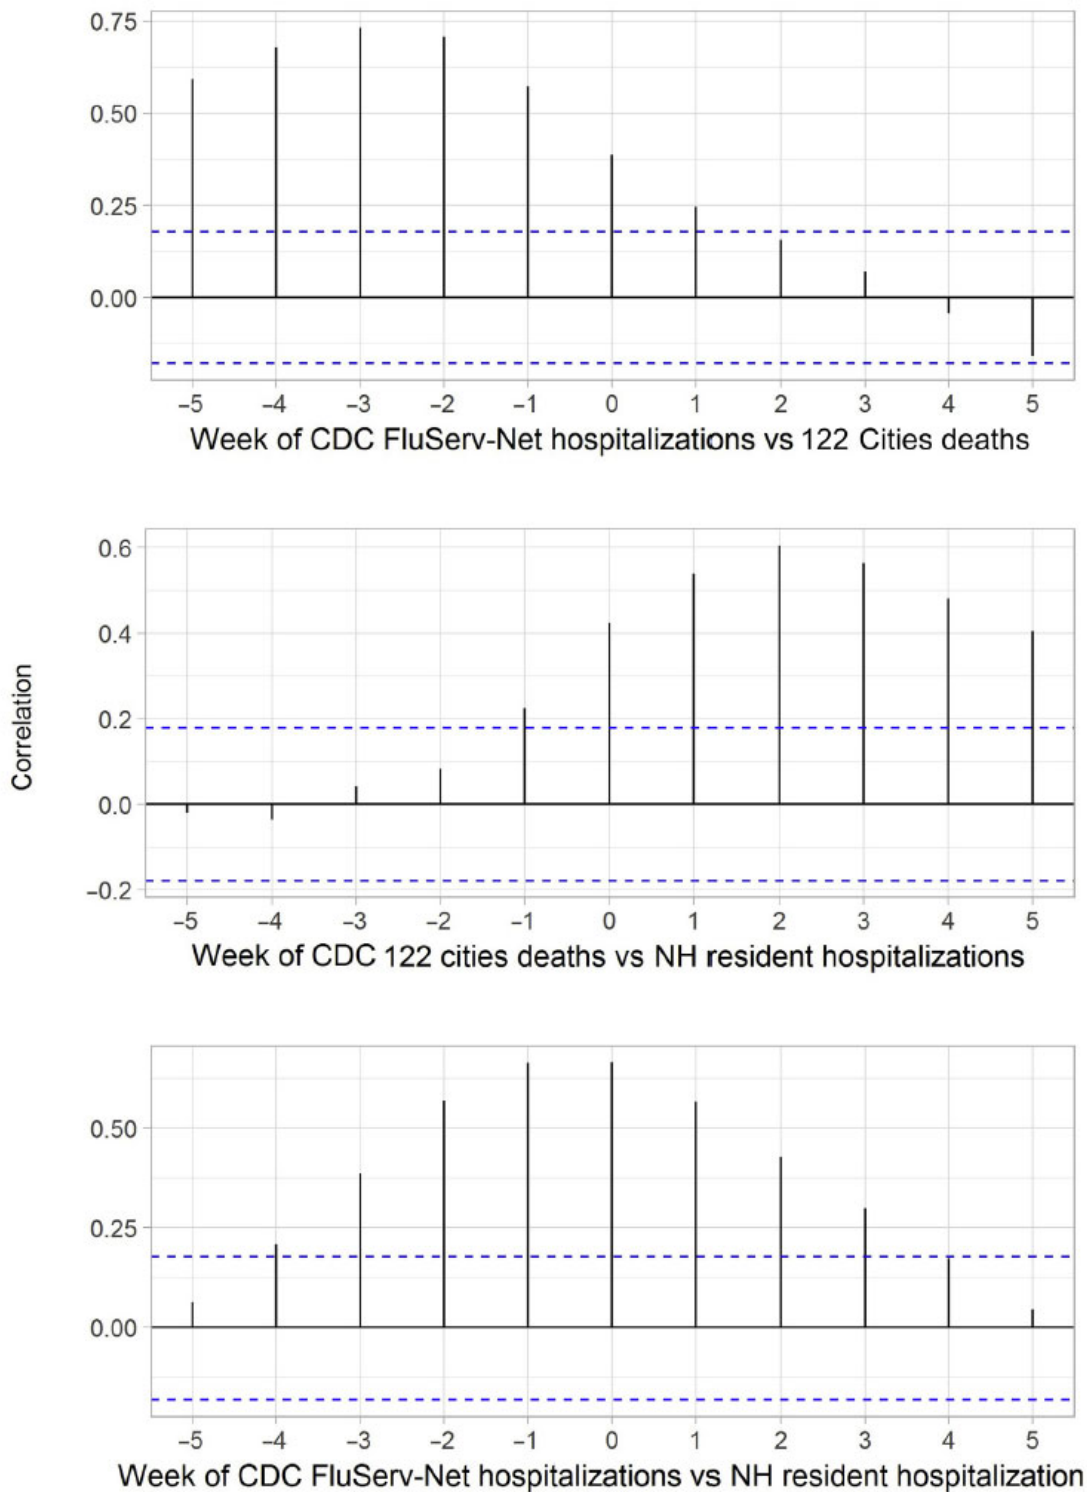 0.75
0.50
0.25
0.00
–5 –4 –3 –2 –1 0 1 2 3 4 5
Week of CDC FluServ-Net hospitalizations vs 122 Cities deaths
Correlation
0.6
0.4
0.2
0.0
–0.2
–5 –4 –3 –2 –1 0 1 2 3 4 5
Week of CDC 122 cities deaths vs NH resident hospitalizations
0.50
0.25
0.00
–5 –4 –3 –2 –1 0 1 2 3 4 5
Week of CDC FluServ-Net hospitalizations vs NH resident hospitalization